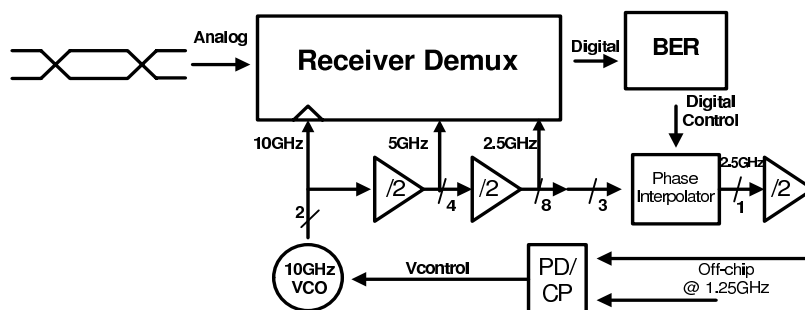 Analog
Receiver Demux
Digital
BER
Digital
Control
10GHz
5GHz
2.5GHz
/2
/2
2
4
8
3
Phase
Interpolator
2.5GHz
1
/2
10GHz
VCO
Vcontrol
PD/
CP
Off-chip
@ 1.25GHz